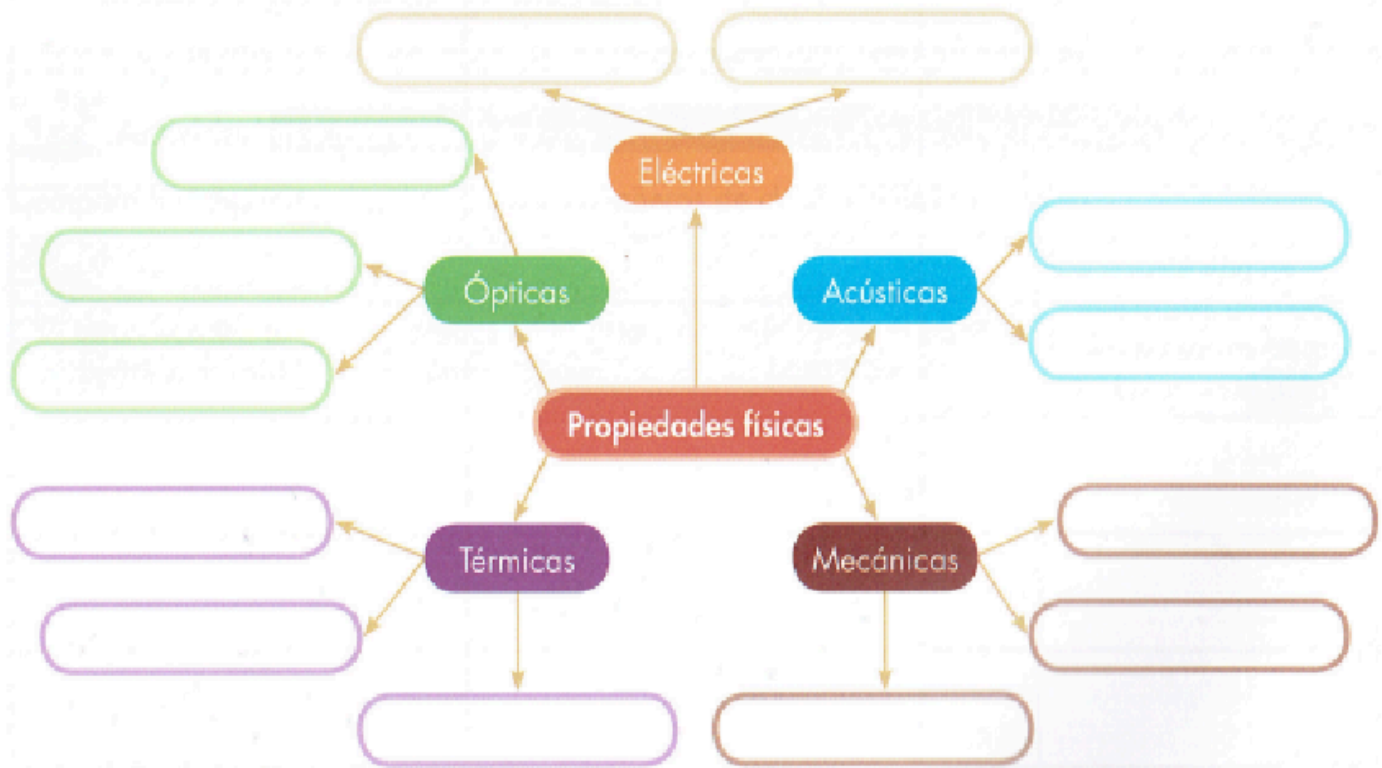 Eléctricas
Ópticas
Acústicas
Propiedades físicas
Térmicas
Mecánicas